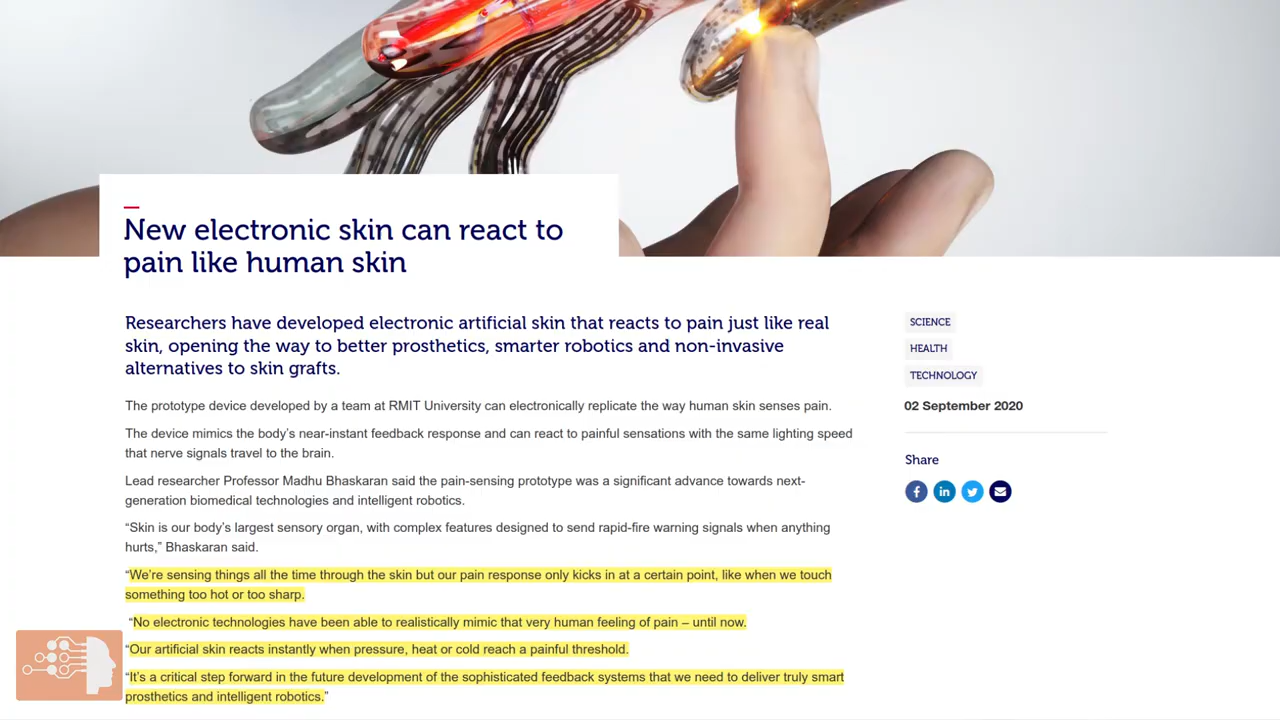 New electronic skin can react to
pain like human skin
Researchers have developed electronic artificial skin that reacts to pain just like real
skin, opening the way to better prosthetics, smarter robotics and non-invasive
alternatives to skin grafts.
The prototype device developed by a team at RMIT University can electronically replicate the way human skin senses pain.
The device mimics the body’s near-instant feedback response and can react to painful sensations with the same lighting speed
that nerve signals travel to the brain.
Lead researcher Professor Madhu Bhaskaran said the pain-sensing prototype was a significant advance towards next-
generation biomedical technologies and intelligent robotics.
“Skin is our body’s largest sensory organ, with complex features designed to send rapid-fire warning signals when anything
hurts,” Bhaskaran said.
“We’re sensing things all the time through the skin but our pain response only kicks in at a certain point, like when we touch
something too hot or too sharp.
“No electronic technologies have been able to realistically mimic that very human feeling of pain – until now.
“Our artificial skin reacts instantly when pressure, heat or cold reach a painful threshold.
“It’s a critical step forward in the future development of the sophisticated feedback systems that we need to deliver truly smart
prosthetics and intelligent robotics.”
SCIENCE
HEALTH
TECHNOLOGY
02 September 2020
Share